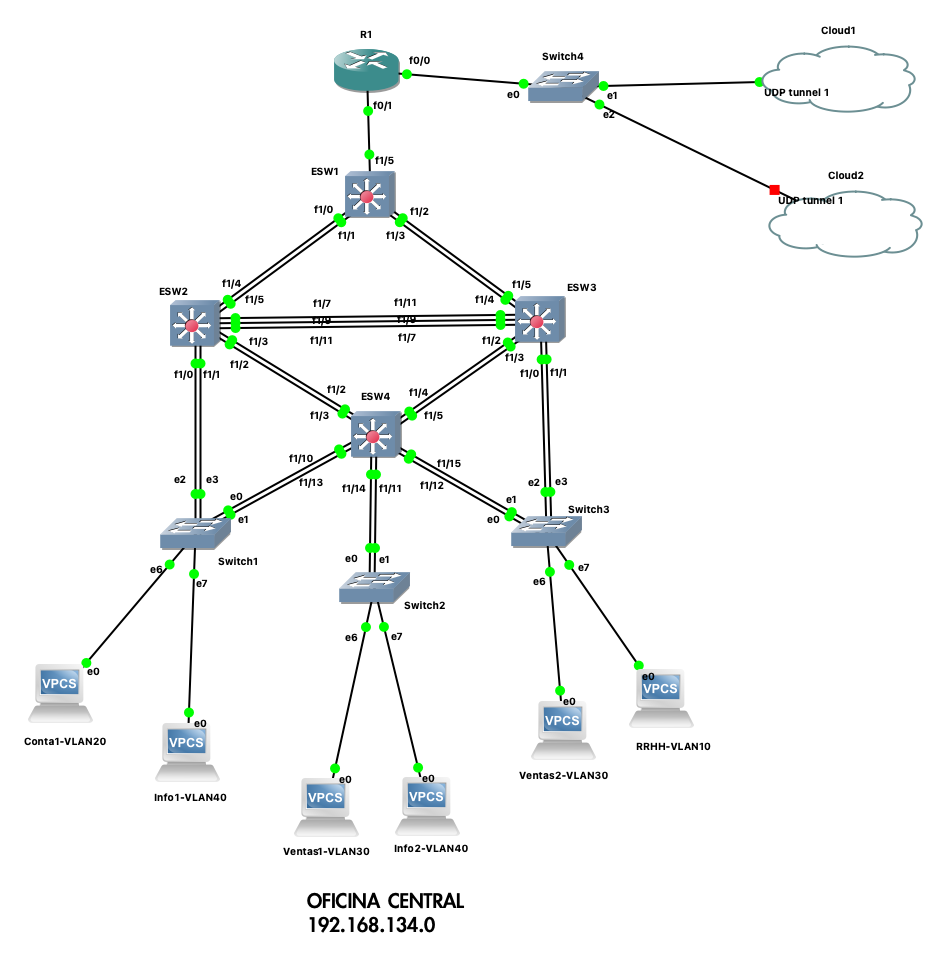 Cloud1
R1
Switch4
f0/0
e0
e1
UDP tunnel 1
f0/1
e2
f1/5
ESW1
Cloud2
UDP tunnel 1
f1/0
f1/2
f1/1
f1/3
f1/4
f1/5
ESW2
ESW3
f1/5
f1/4
f1/7
f1/11
f1/9
f1/9
f1/11
f1/7
f1/3
f1/2
f1/2
f1/3
f1/0
f1/1
f1/0
f1/1
f1/2
f1/3
ESW4
f1/4
f1/5
f1/10
f1/13
f1/15
f1/12
f1/14
f1/11
e2
e3
e0
e1
e2
e3
e1
e0
Switch3
Switch1
e0
e1
Switch2
e6
e7
e6
e7
e6
e7
e0
VPCS
Conta1-VLAN20
e0
VPCS
Info1-VLAN40
e0
VPCS
Ventas1-VLAN30
e0
VPCS
Info2-VLAN40
e0
VPCS
Ventas2-VLAN30
e0
VPCS
RRHH-VLAN10
OFICINA CENTRAL
192.168.134.0